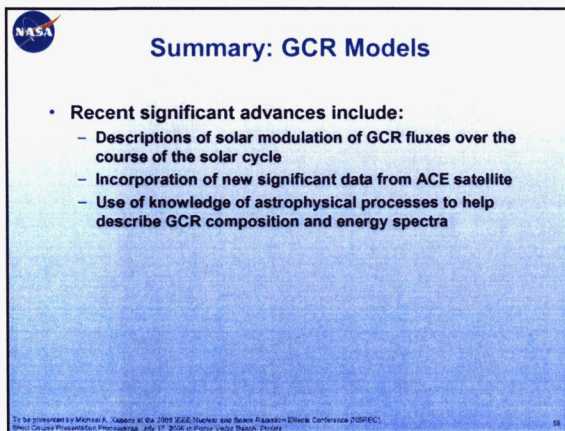 NASA
Summary: GCR Models
• Recent significant advances include:
– Descriptions of solar modulation of GCR fluxes over the
course of the solar cycle
– Incorporation of new significant data from ACE satellite
– Use of knowledge of astrophysical processes to help
describe GCR composition and energy spectra
To be presented by Michael A. Xapsos at the 2006 IEEE Nuclear and Space Radiation Effects Conference (NSREC),
Short Course Presentation Proceedings, July 17, 2006 in Ponte Vedra Beach, Florida